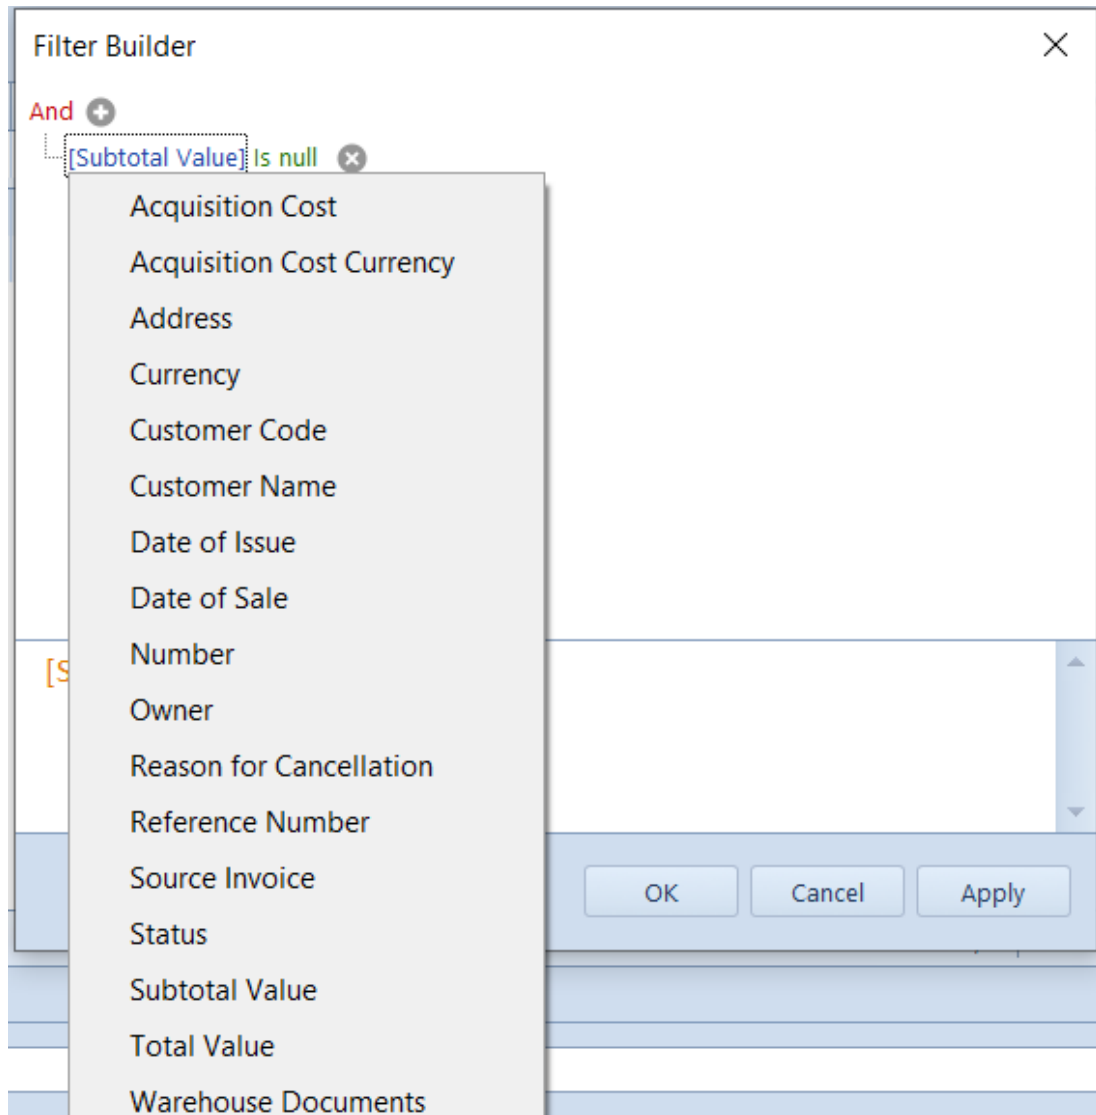 Filter Builder
And
[Subtotal Value] Is null
Acquisition Cost
Acquisition Cost Currency
Address
Currency
Customer Code
Customer Name
Date of Issue
Date of Sale
Number
[S
Owner
Reason for Cancellation
Reference Number
Source Invoice
OK Cancel Apply
Status
Subtotal Value
Total Value
Warehouse Documents